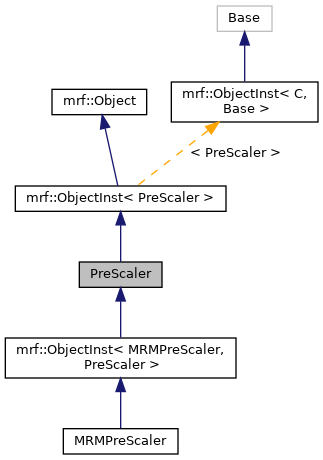 Base
mrf::ObjectInst< C,
Base >
mrf::Object
< PreScaler >
mrf::ObjectInst< PreScaler >
PreScaler
mrf::ObjectInst< MRMPreScaler,
PreScaler >
MRMPreScaler